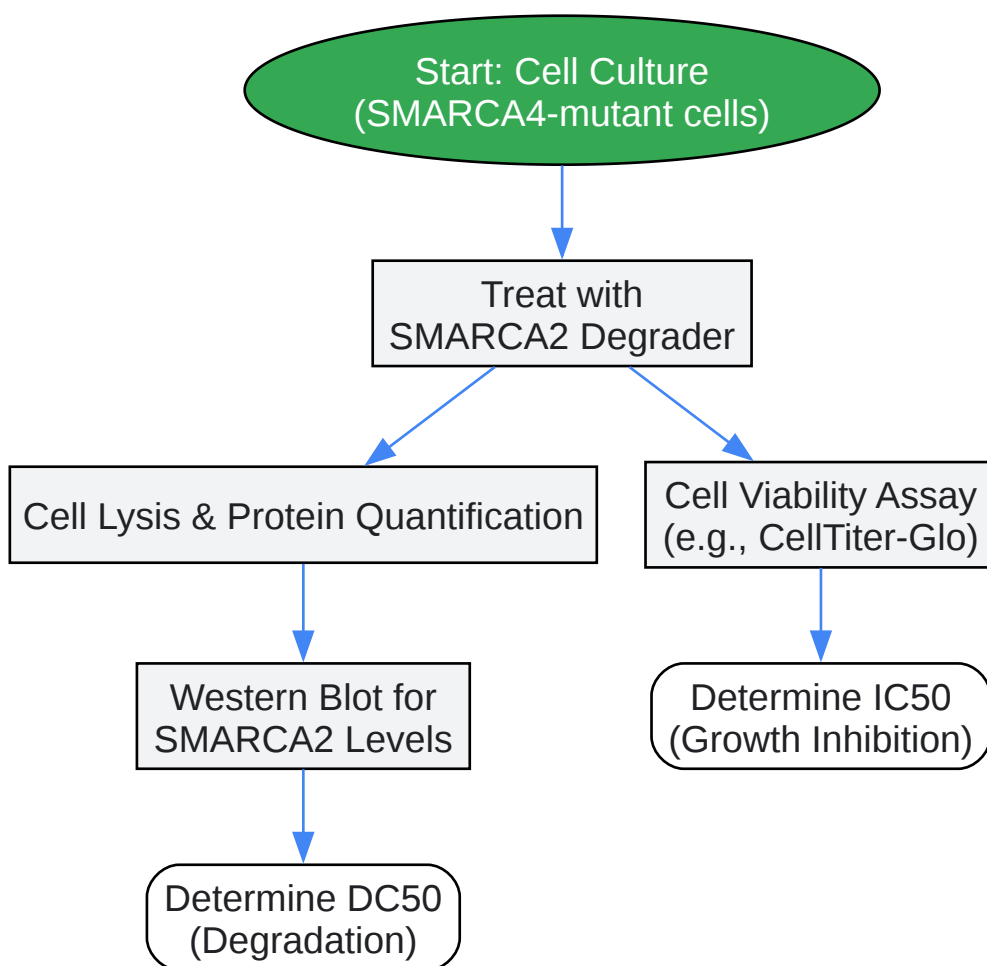 Start: Cell Culture
(SMARCA4-mutant cells)
Treat with
SMARCA2 Degrader
Cell Lysis & Protein Quantification
Cell Viability Assay
(e.g., CellTiter-Glo)
Western Blot for
SMARCA2 Levels
Determine IC50
(Growth Inhibition)
Determine DC50
(Degradation)